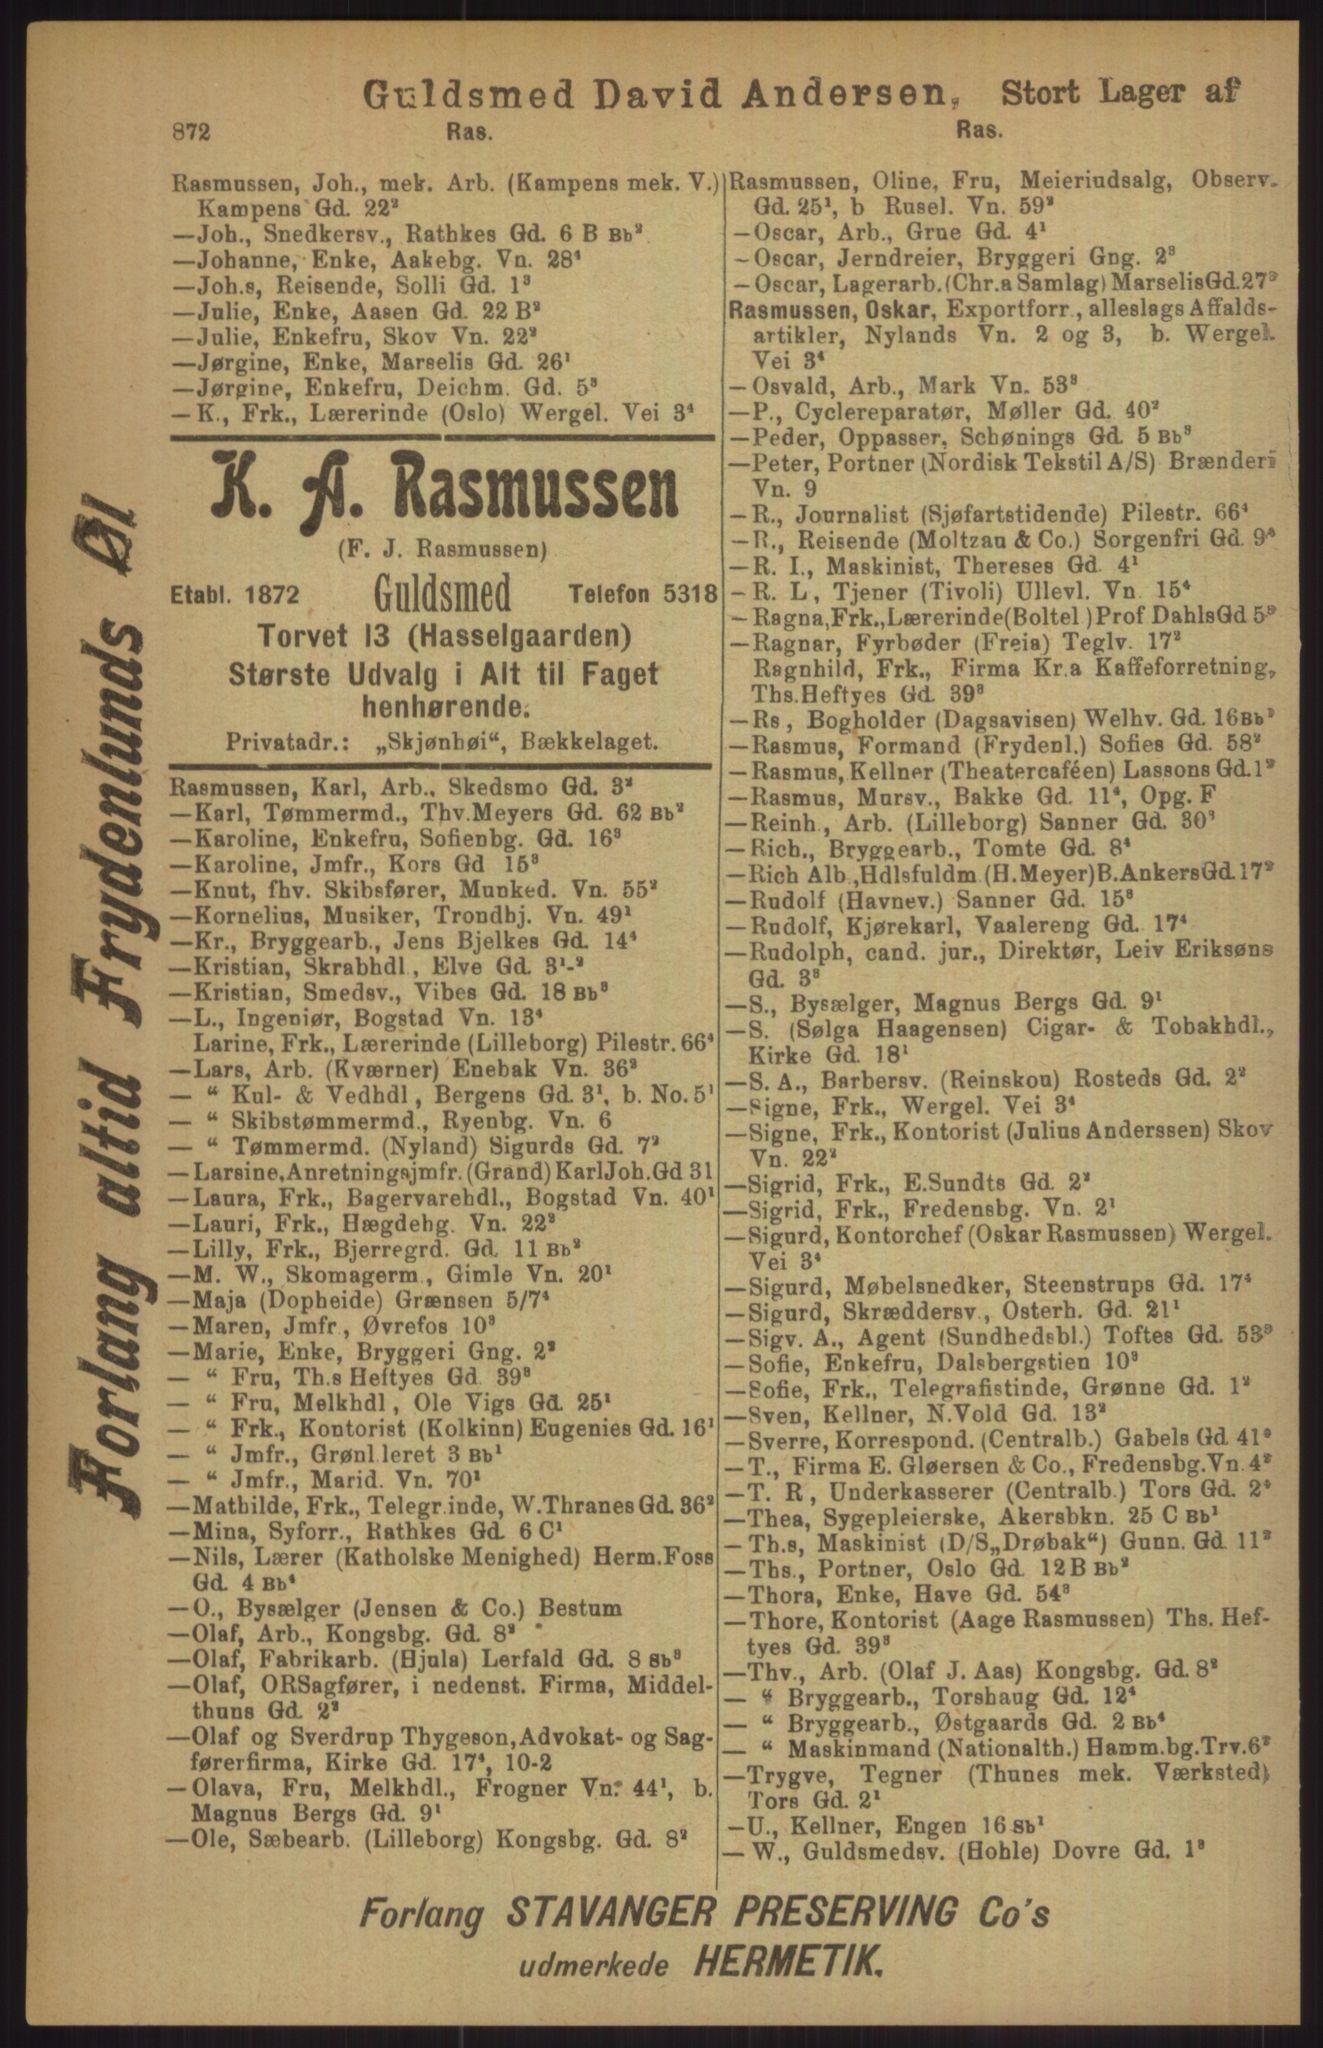 Guldsmed David Andersen, Stort Lager af
872
Ras.
Ras.
Rasmussen, Joh., mek. Arb. (Kampens mek. V.)
Kampens Gd. 22²
—Joh., Snedkersv., Rathkes Gd. 6 B Bb²
—Johanne, Enke, Aakebg. Vn. 28⁴
—Joh.s, Reisende, Solli Gd. 1³
—Julie, Enke, Aasen Gd. 22 B²
—Julie, Enkefru, Skov Vn. 22²
—Jørgine, Enke, Marselis Gd. 26¹
—Jørgine, Enkefru, Deichm. Gd. 5³
— K., Frk., Lærerinde (Oslo) Wergel. Vei 3⁴
K. A. Rasmussen
(F. J. Rasmussen)
Etabl. 1872 Guldsmed Telefon 5318
Torvet 13 (Hasselgaarden)
Største Udvalg i Alt til Faget
henhørende.
Privatadr.: „Skjønhøi“, Bækkelaget.
Rasmussen, Karl, Arb., Skedsmo Gd. 3²
—Karl, Tømmermd., Thv. Meyers Gd. 62 Bb²
—Karoline, Enkefru, Sofienbg. Gd. 16³
—Karoline, Jmfr., Kors Gd 15³
—Knut, fhv. Skibsfører, Munked. Vn. 55²
—Kornelius, Musiker, Trondhj. Vn. 49¹
—Kr., Bryggearb., Jens Bjelkes Gd. 14⁴
—Kristian, Skrabhdl, Elve Gd. 3¹-²
—Kristian, Smedsv., Vibes Gd. 18 Bb³
—L., Ingeniør, Bogstad Vn. 13⁴
Larine, Frk., Lærerinde (Lilleborg) Pilestr. 66⁴
—Lars, Arb. (Kværner) Enebak Vn. 36²
— “ Kul- & Vedhdl, Bergens Gd. 3¹, b. No. 5¹
— “ Skibstømmermd., Ryenbg. Vn. 6
— “ Tømmermd. (Nyland) Sigurds Gd. 7²
—Larsine, Anretningsjmfr. (Grand) Karl Joh. Gd 31
—Laura, Frk., Bagervarehdl., Bogstad Vn. 40¹
—Lauri, Frk., Hægdehg. Vn. 22²
—Lilly, Frk., Bjerregrd. Gd. 11 Bb²
—M. W., Skomagerm., Gimle Vn. 20¹
—Maja (Dopheide) Grænsen 5/7⁴
—Maren, Jmfr, Øvrefos 10³
—Marie, Enke, Bryggeri Gng. 2²
— “ Fru, Th.s Heftyes Gd. 39³
— “ Fru, Melkhdl, Ole Vigs Gd. 25¹
— “ Frk., Kontorist (Kolkinn) Eugenies Gd. 16¹
— “ Jmfr., Grønl.leret 3 Bb¹
— “ Jmfr., Marid. Vn. 70¹
—Mathilde, Frk., Telegr.inde, W. Thranes Gd. 36²
—Mina, Syforr., Rathkes Gd. 6 C¹
—Nils, Lærer (Katholske Menighed) Herm. Foss
Gd. 4 Bb⁴
—O., Bysælger (Jensen & Co.) Bestum
—Olaf, Arb., Kongsbg. Gd. 8²
—Olaf, Fabrikarb. (Hjula) Lerfald Gd. 8 Sb³
—Olaf, ORSagfører, i nedenst. Firma, Middel-
thuns Gd. 2²
—Olaf og Sverdrup Thygeson, Advokat- og Sag-
førerfirma, Kirke Gd. 17⁴, 10-2
—Olava, Fru, Melkhdl., Frogner Vn. 44¹, b.
Magnus Bergs Gd. 9¹
—Ole, Sæbearb. (Lilleborg) Kongsbg. Gd. 8²
Rasmussen, Oline, Fru, Meieriudsalg, Observ.
Gd. 25¹, b Rusel. Vn. 59²
—Oscar, Arb., Grue Gd. 4¹
—Oscar, Jerndreier, Bryggeri Gng. 2³
—Oscar, Lagerarb. (Chr.a Samlag) Marselis Gd. 27³
Rasmussen, Oskar, Exportforr., alleslags Affalds-
artikler, Nylands Vn. 2 og 3, b. Wergel.
Vei 3⁴
—Osvald, Arb., Mark Vn. 53³
—P., Cyclereparatør, Møller Gd. 40²
—Peder, Oppasser, Schønings Gd. 5 Bb³
—Peter, Portner (Nordisk Tekstil A/S) Brænderi
Vn. 9
—R., Journalist (Sjøfartstidende) Pilestr. 66⁴
—R., Reisende (Moltzau & Co.) Sorgenfri Gd. 9⁴
—R. I., Maskinist, Thereses Gd. 4¹
—R. L, Tjener (Tivoli) Ullevl. Vn. 15⁴
—Ragna, Frk., Lærerinde (Boltel ) Prof Dahls Gd 5³
—Ragnar, Fyrbøder (Freia) Teglv. 17²
Ragnhild, Frk., Firma Kr.a Kaffeforretning,
Ths. Heftyes Gd. 39³
—Rs, Bogholder (Dagsavisen) Welhv. Gd. 16 Bb
—Rasmus, Formand (Frydenl.) Sofies Gd. 58²
—Rasmus, Kellner (Theatercaféen) Lassons Gd. 1²
—Rasmus, Mursv., Bakke Gd. 11⁴, Opg. F
—Reinh, Arb. (Lilleborg) Sanner Gd. 30³
—Rich., Bryggearb., Tomte Gd. 8⁴
—Rich Alb, Hdlsfuldm. (H. Meyer) B. Ankers Gd. 17²
—Rudolf (Havnev.) Sanner Gd. 15³
—Rudolf, Kjørekarl, Vaalereng Gd. 17⁴
—Rudolph, cand. jur., Direktør, Leiv Eriksøns
Gd. 3³
—S., Bysælger, Magnus Bergs Gd. 9¹
—S. (Sølga Haagensen) Cigar- & Tobakhdl.,
Kirke Gd. 18¹
—S. A., Barbersv. (Reinskou) Rosteds Gd. 2²
—Signe, Frk., Wergel. Vei 3⁴
—Signe, Frk., Kontorist (Julius Anderssen) Skov
Vn. 22²
—Sigrid, Frk., E. Sundts Gd. 2²
—Sigrid, Frk., Fredensbg. Vn. 2¹
—Sigurd, Kontorchef (Oskar Rasmussen) Wergel.
Vei 3⁴
—Sigurd, Møbelsnedker, Steenstrups Gd. 17⁴
—Sigurd, Skræddersv., Osterh. Gd. 21¹
—Sigv. A., Agent (Sundhedsbl.) Toftes Gd. 53³
—Sofie, Enkefru, Dalsbergstien 10³
—Sofie, Frk., Telegrafistinde, Grønne Gd. 1²
—Sven, Kellner, N. Vold Gd. 13²
—Sverre, Korrespond. (Centralb.) Gabels Gd 41
—T., Firma E. Gløersen & Co., Fredensbg. Vn. 4²
—T. R, Underkasserer (Centralb.) Tors Gd. 2⁴
—Thea, Sygepleierske, Akersbkn. 25 C Bb¹
—Th.s, Maskinist (D/S „Drøbak“) Gunn. Gd. 11²
—Ths., Portner, Oslo Gd. 12 B Bb²
—Thora, Enke, Have Gd. 54³
—Thore, Kontorist (Aage Rasmussen) Ths. Hef-
tyes Gd. 39³
—Thv., Arb. (Olaf J. Aas) Kongsbg. Gd. 8²
— “ Bryggearb., Torshaug Gd. 12⁴
— “ Bryggearb., Østgaards Gd. 2 Bb⁴
— “ Maskinmand (Nationalth.) Hamm.bg. Trv. 6²
—Trygve, Tegner (Thunes mek. Værksted)
Tors Gd. 2¹
—U., Kellner, Engen 16 Sb¹
— W., Guldsmedsv. (Hohle) Dovre Gd. 1³
Forlang altid Frydenlunds Øl
Forlang STAVANGER PRESERVING Co's
udmerkede HERMETIK.